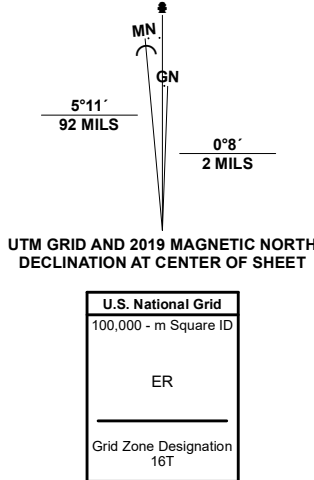 MN
GN
5°11´
92 MILS
0°8´
2 MILS
UTM GRID AND 2019 MAGNETIC NORTH
DECLINATION AT CENTER OF SHEET
U.S. National Grid
100,000 - m Square ID
ER
Grid Zone Designation
16T